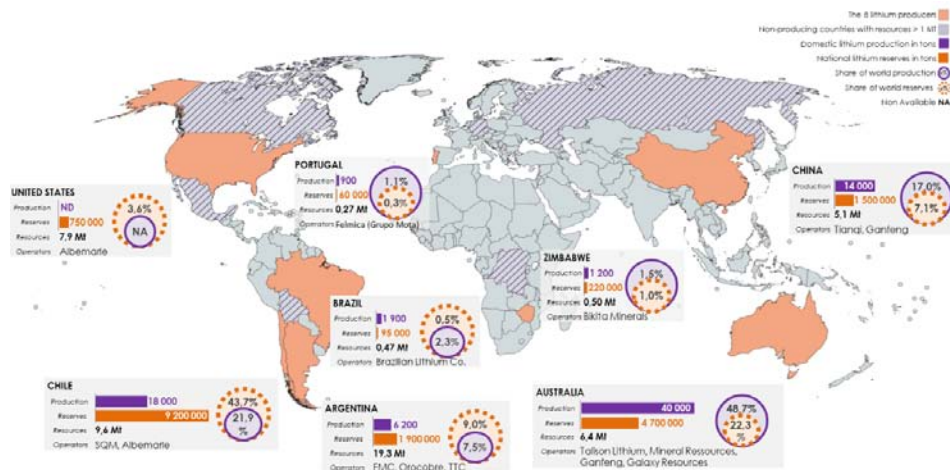 The 8 lithium producers
Non-producing countries with resources > 1 MT
Domestic lithium production in tons
National lithium reserves in tons
Share of world production
Share of world reserves
Non Available NA
UNITED STATES
Production ND
Reserves 750 000
Resources 7,9 Mt
Operators Albemarle
3.6%
NA
PORTUGAL
Production 900
Reserves 60 000
Resources 0,27 Mt
Operators Felmica (Grupo Mota)
1.1%
0,3%
CHINA
Production 14 000
Reserves 1 500 000
Resources 5,1 Mt
Operators Tianqi, Ganfeng
17,0%
7,1%
ZIMBABWE
Production 1 200
Reserves 220 000
Resources 0,50 Mt
Operators Bikita Minerals
1,5%
1,0%
BRAZIL
Production 1 900
Reserves 95 000
Resources 0,47 Mt
Operators Brazilian Lithium Co.
0,5%
2,3%
CHILE
Production 18 000
Reserves 9 200 000
Resources 9,6 Mt
Operators SQM, Albemarle
43,7%
21,9
%
ARGENTINA
Production 6 200
Reserves 1 900 000
Resources 19,3 Mt
Operators FMC, Orocobre, TTC
9,0%
7,5%
AUSTRALIA
Production 40 000
Reserves 4 700 000
Resources 6,4 Mt
Operators Talison Lithium, Mineral Ressources,
Ganfeng, Galaxy Resources
48,7%
22,3
%